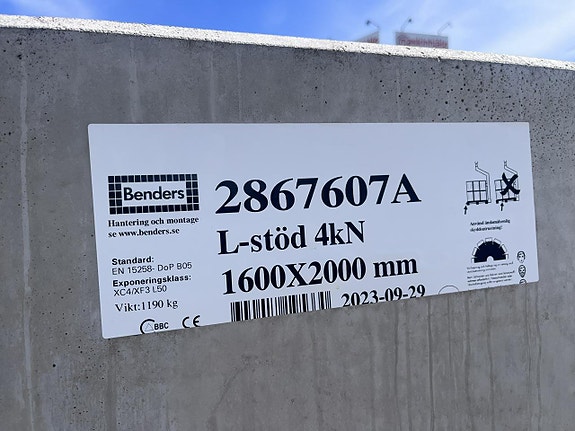 Benders
Hantering och montage
se www.benders.se
Standard:
EN 15258- DoP B05
Exponeringsklass:
XC4/XF3 L50
Vikt:1190 kg
BBC CE
2867607A
L-stöd 4kN
1600X2000 mm
2023-09-29